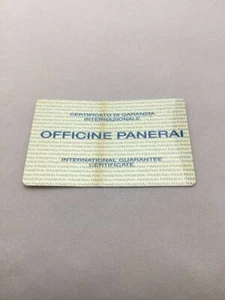 CERTIFICATO DI GARANZIA
INTERNAZIONALE
OFFICINE PANERAI
INTERNATIONAL GUARANTEE
CERTIFICATE